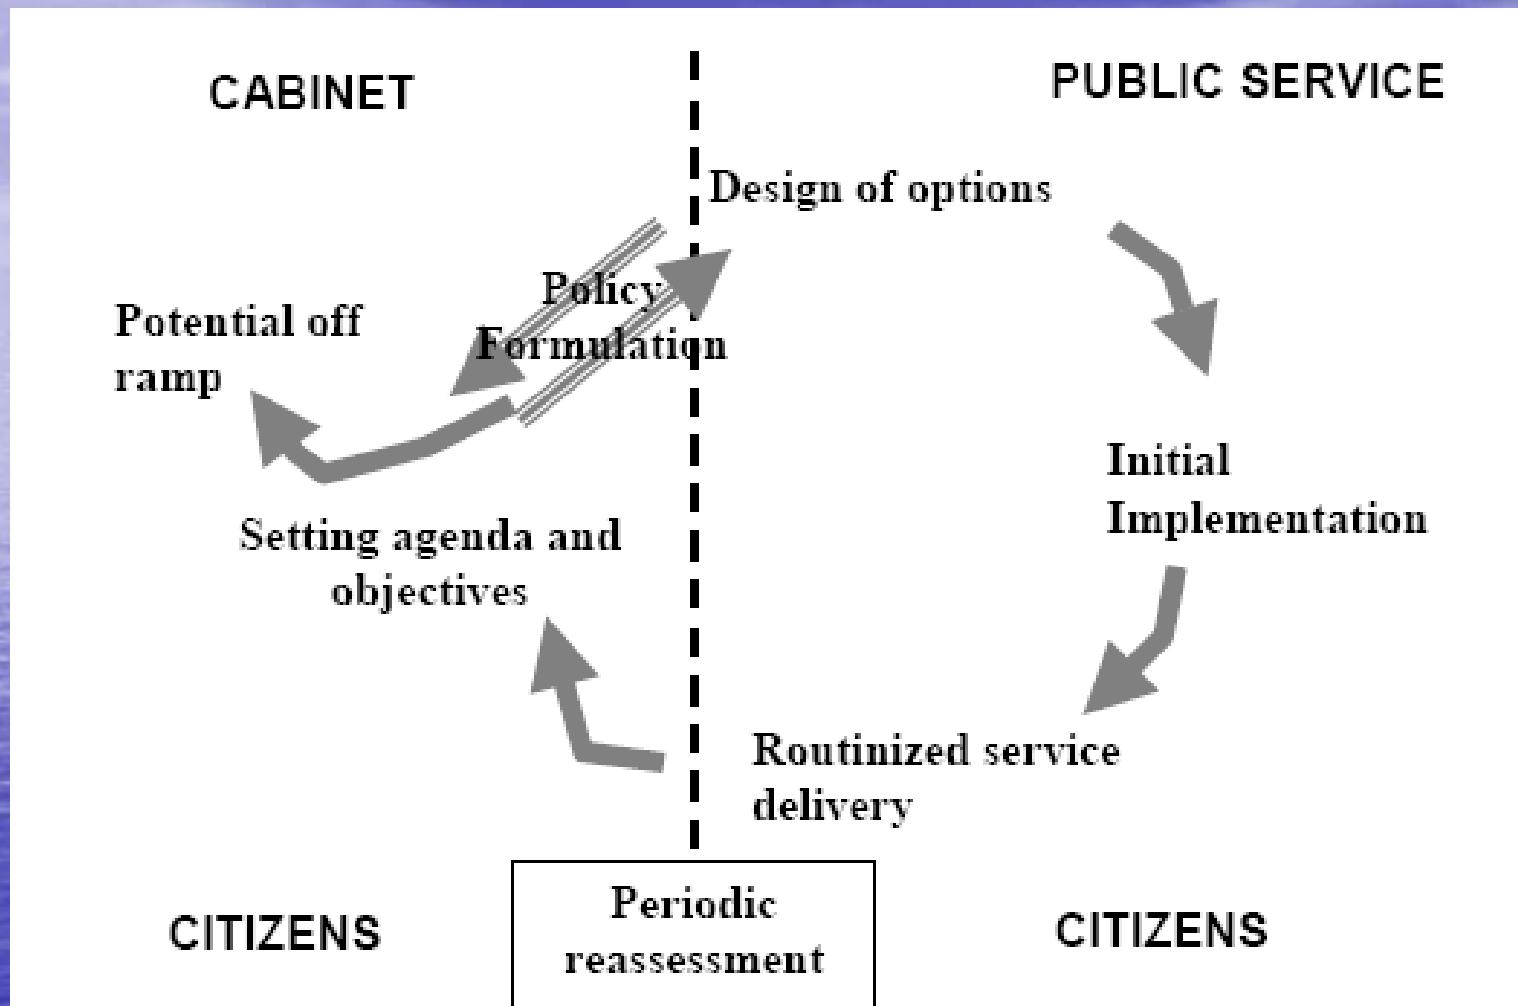 CABINET
PUBLIC SERVICE
Design of options
Policy
Formulation
Potential off
ramp
Initial
Implementation
Setting agenda and
objectives
Routinized service
delivery
Periodic
reassessment
CITIZENS
CITIZENS